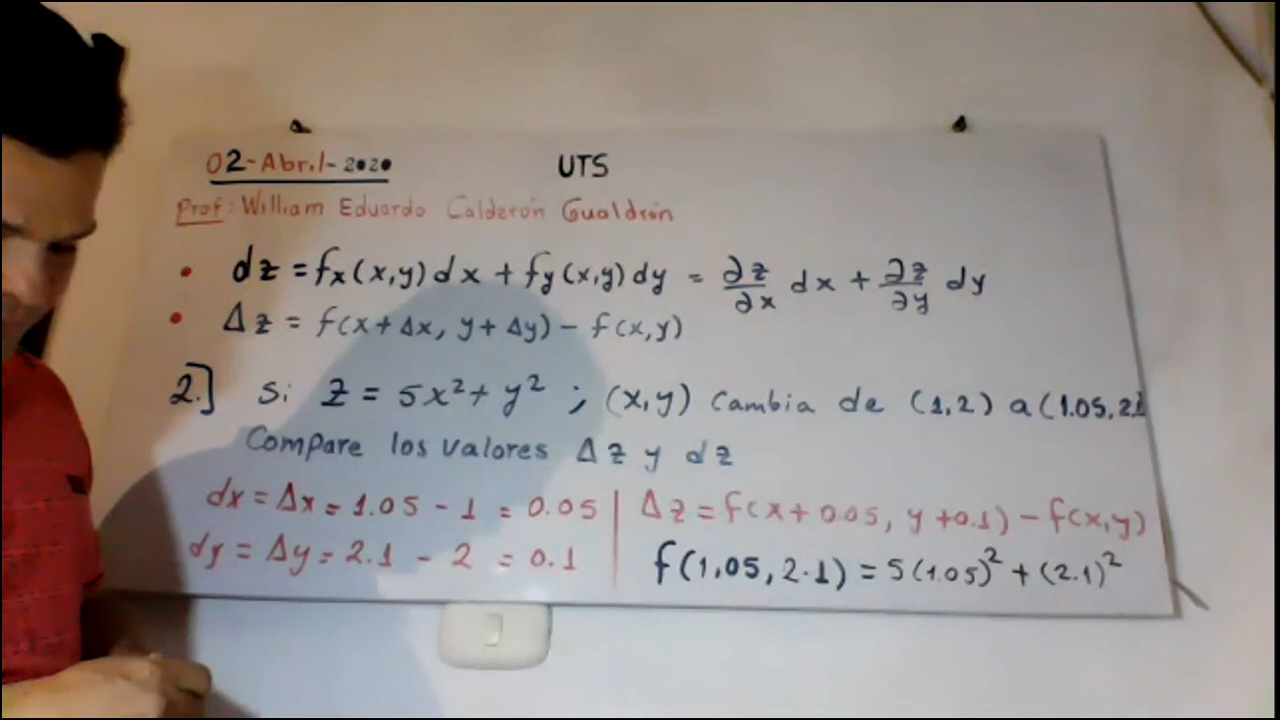 02-Abril-2020 UTS
Prof: William Eduardo Calderón Gualdrón
• dz = fx(x,y)dx + fy(x,y)dy = ∂z/∂x dx + ∂z/∂y dy
• Δz = f(x+Δx, y+Δy) - f(x,y)
2.] Si z = 5x²+ y² ; (x,y) Cambia de (1,2) a (1.05, 2.1
Compare los valores Δz y dz
dx = Δx = 1.05 - 1 = 0.05 | Δz = f(x+0.05, y+0.1) - f(x,y)
dy = Δy = 2.1 - 2 = 0.1 | f(1.05, 2.1) = 5(1.05)² + (2.1)²